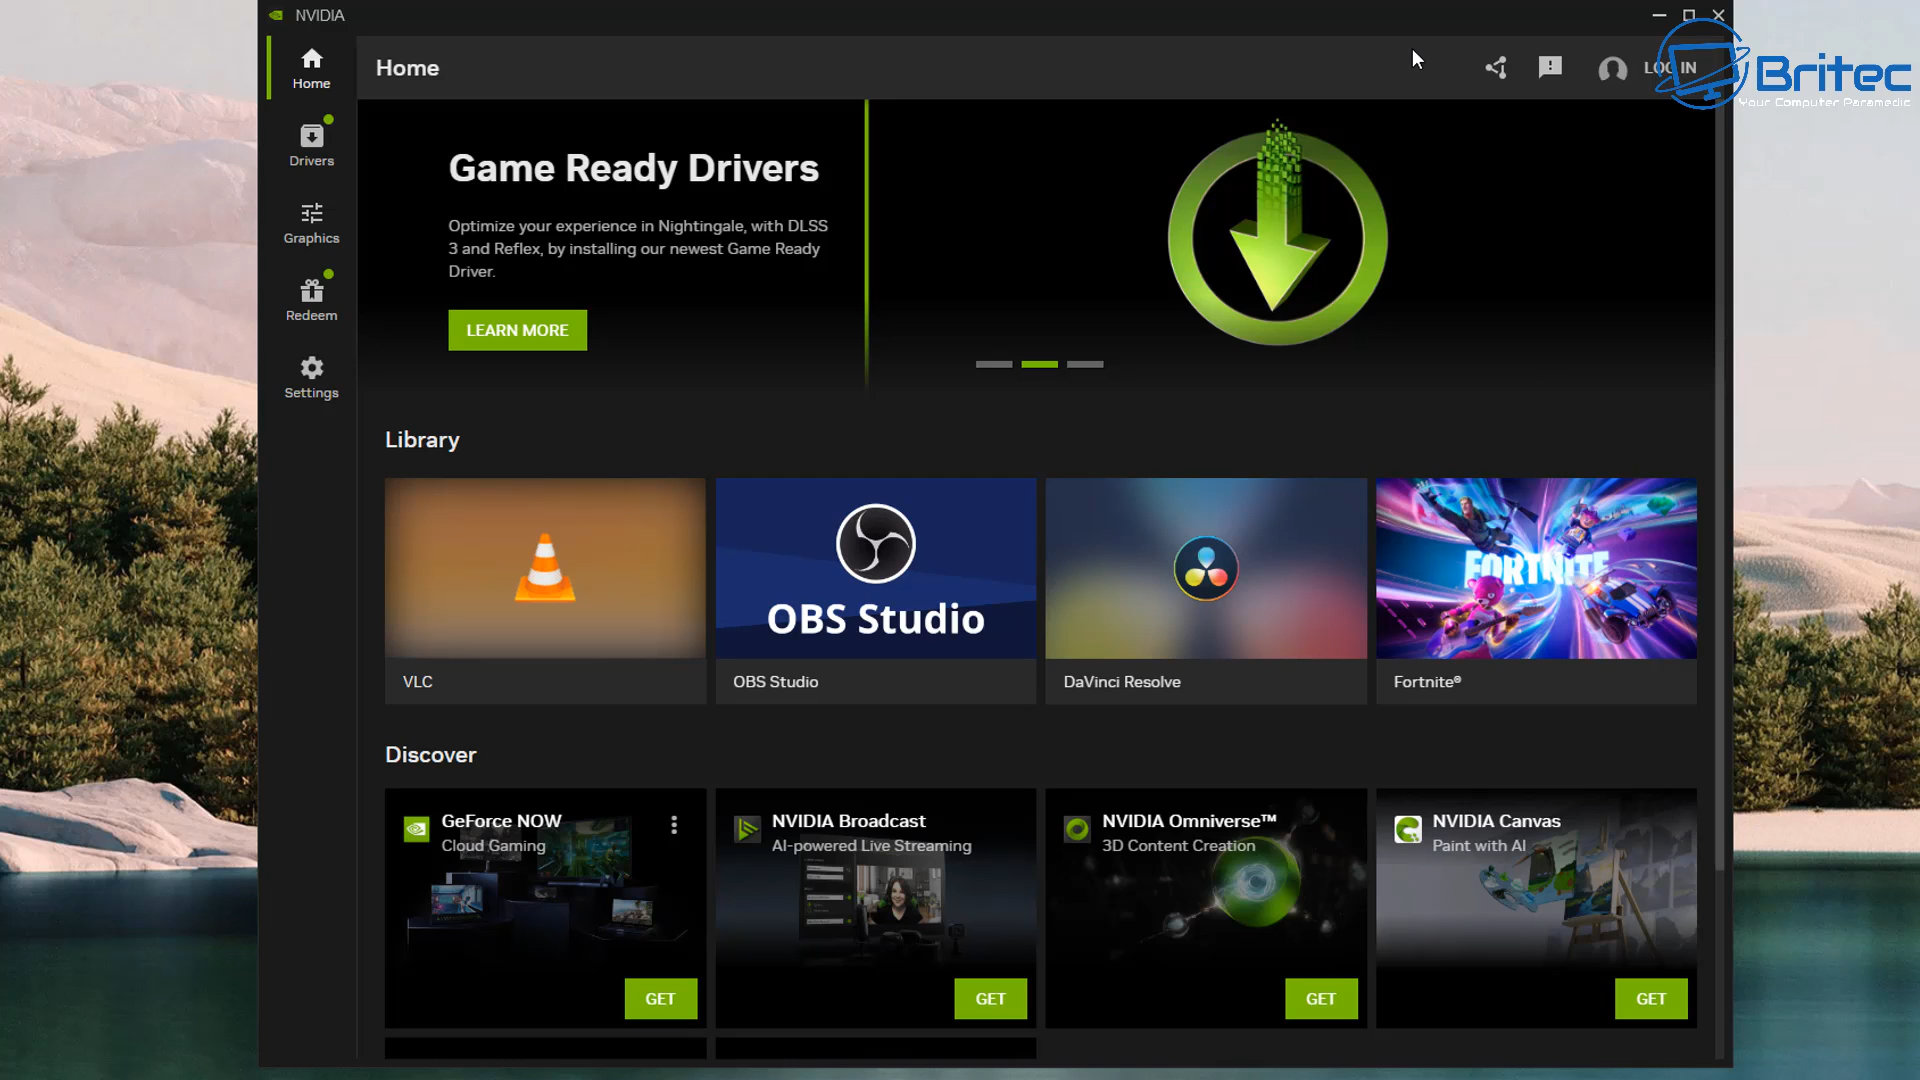 NVIDIA
Home
Home
LOG IN
Britec
Your Computer Paramedic
Drivers
Graphics
Redeem
Settings
Game Ready Drivers
Optimize your experience in Nightingale, with DLSS
3 and Reflex, by installing our newest Game Ready
Driver.
LEARN MORE
Library
OBS Studio
FORTNITE
VLC
OBS Studio
DaVinci Resolve
Fortnite®
Discover
GeForce NOW
Cloud Gaming
NVIDIA Broadcast
AI-powered Live Streaming
NVIDIA Omniverse™
3D Content Creation
NVIDIA Canvas
Paint with AI
GET
GET
GET
GET